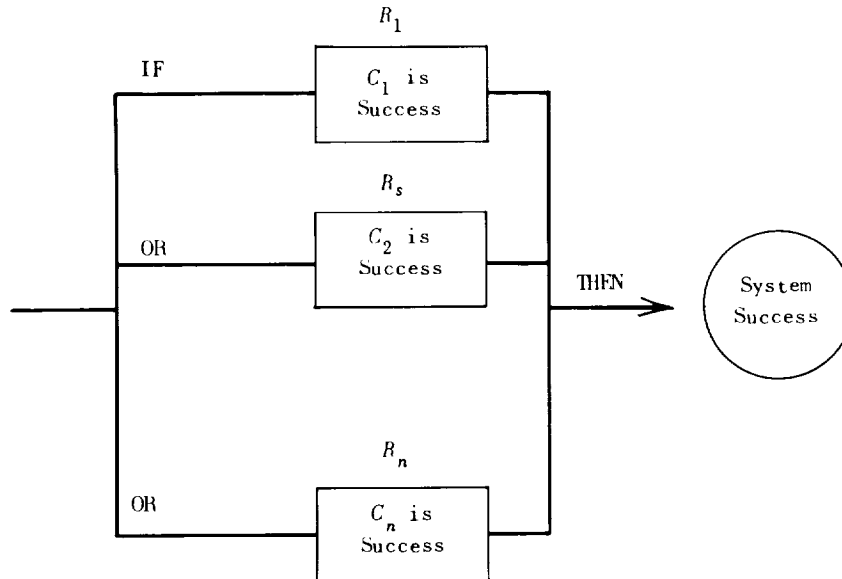 R₁
IF
C₁ is
Success
Rₛ
OR
C₂ is
Success
THEN
System
Success
Rₙ
OR
Cₙ is
Success